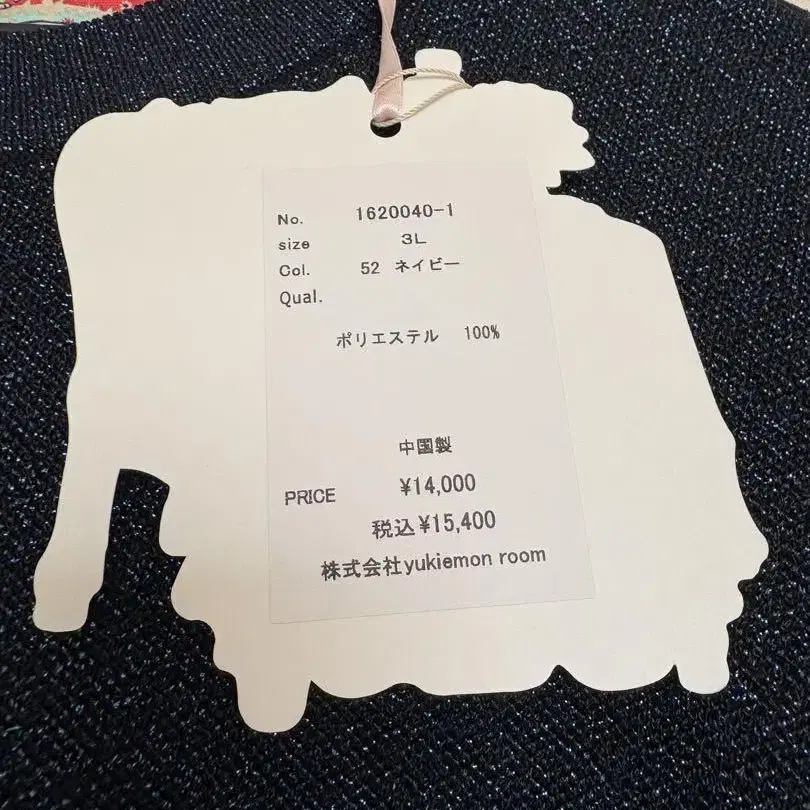 No. 1620040-1
size 3L
Col. 52 ネイビー
Qual.
ポリエステル 100%
中国製
PRICE ¥14,000
税込¥15,400
株式会社yukiemon room